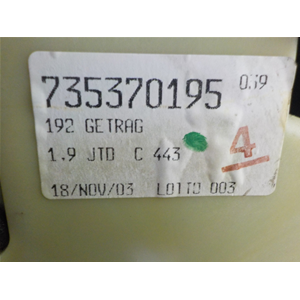 735370195 0.19
192 GETRAG
1.9 JTD C 443
4
18/NOV/03 LOTTO 003